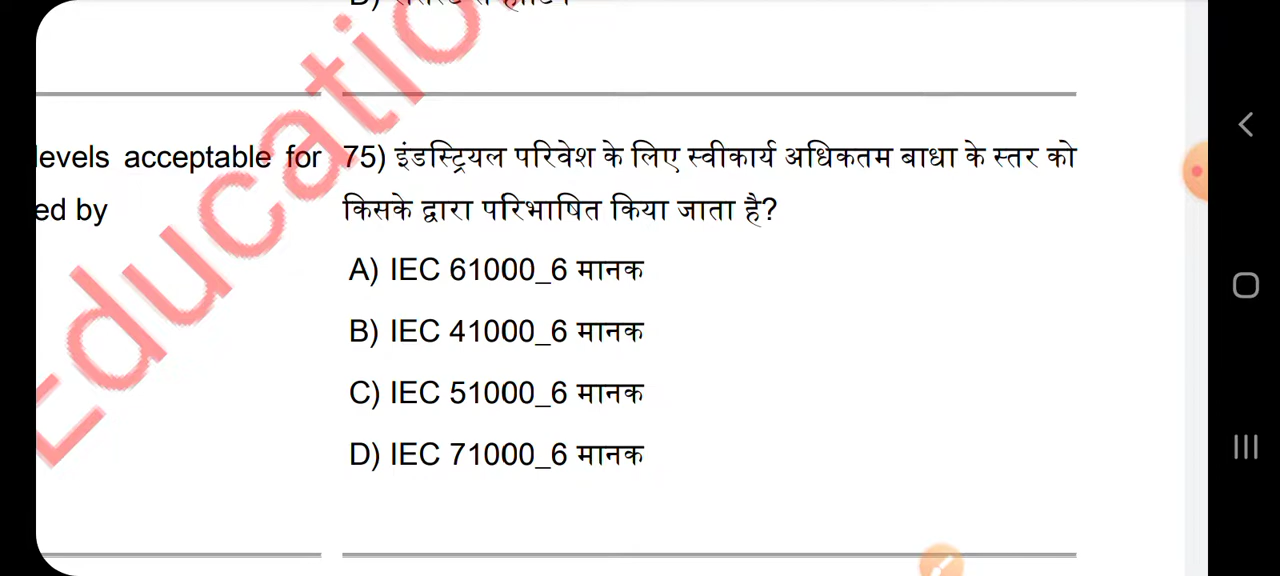 levels acceptable for
ed by
75) इंडस्ट्रियल परिवेश के लिए स्वीकार्य अधिकतम बाधा के स्तर को
किसके द्वारा परिभाषित किया जाता है?
A) IEC 61000_6 मानक
B) IEC 41000_6 मानक
C) IEC 51000_6 मानक
D) IEC 71000_6 मानक
Educatio